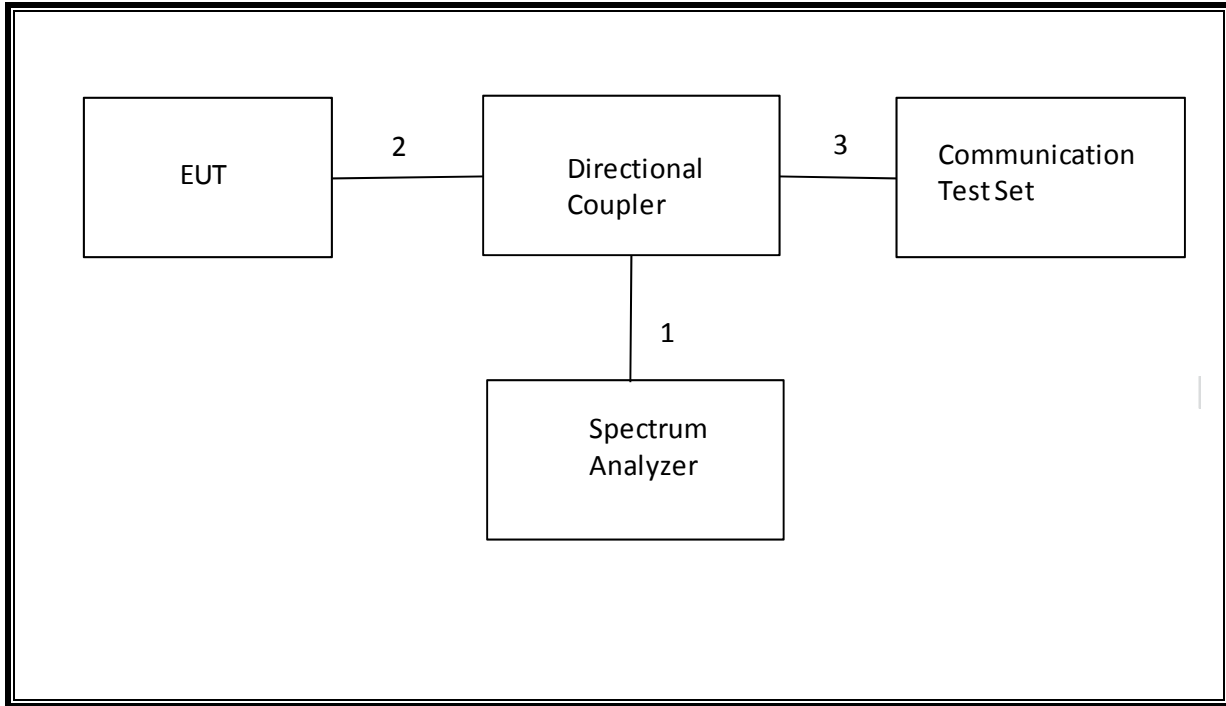 EUT
2
Directional
Coupler
3
Communication
Test Set
1
Spectrum
Analyzer